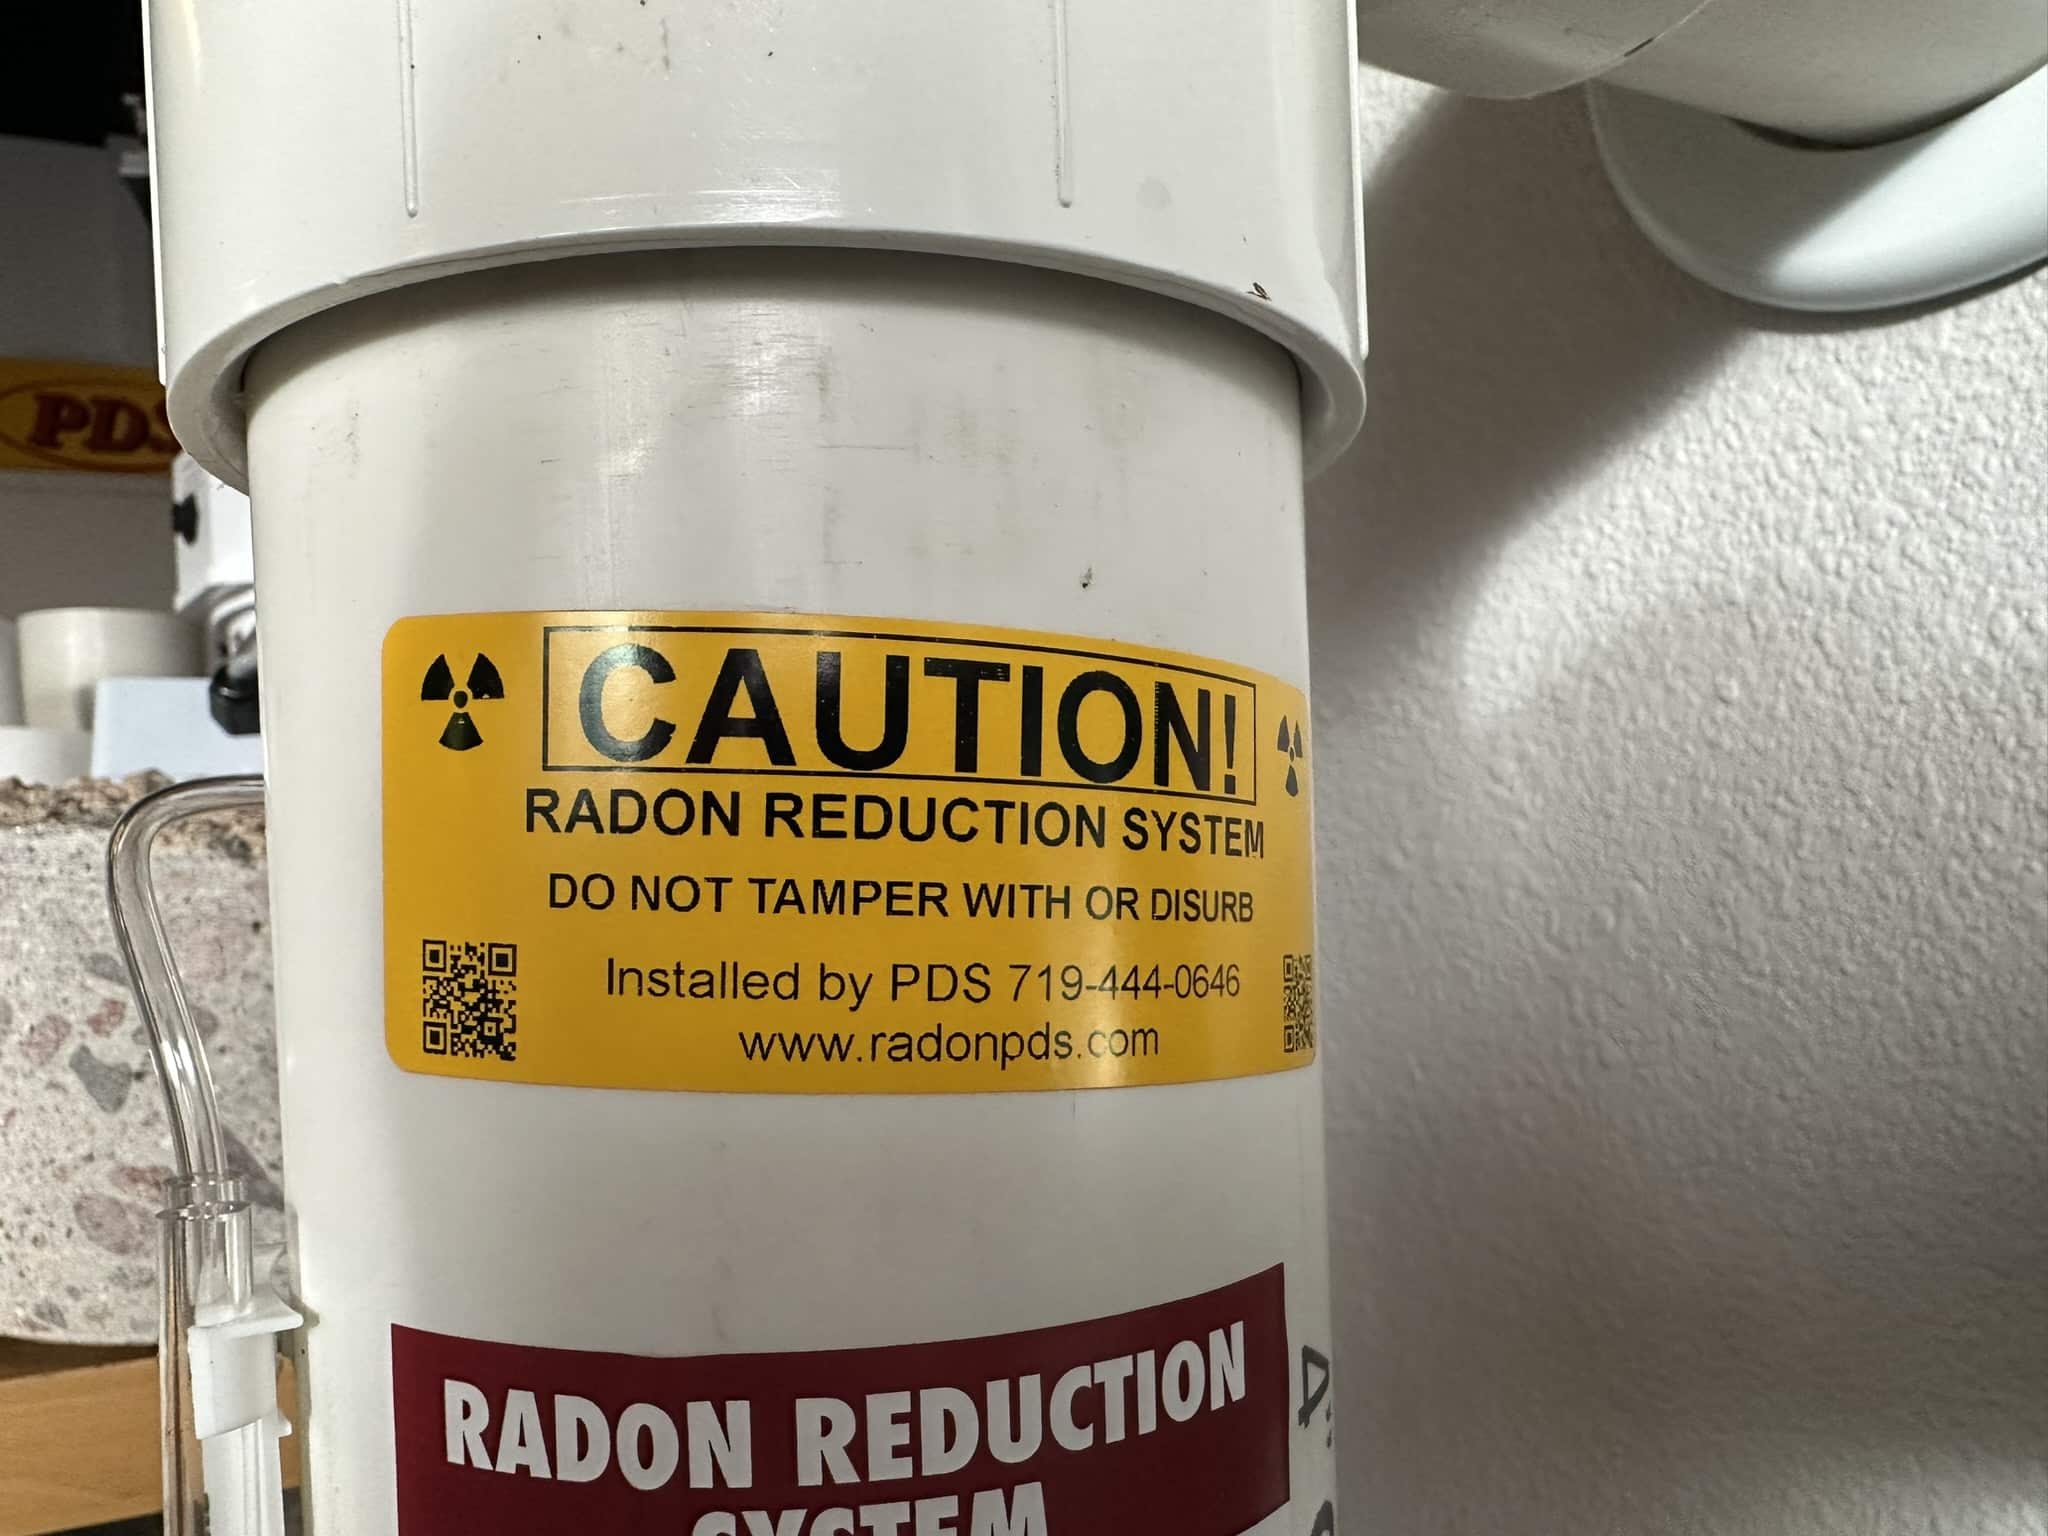 PDS
CAUTION!
RADON REDUCTION SYSTEM
DO NOT TAMPER WITH OR DISURB
Installed by PDS 719-444-0646
www.radonpds.com
RADON REDUCTION
SYSTEM